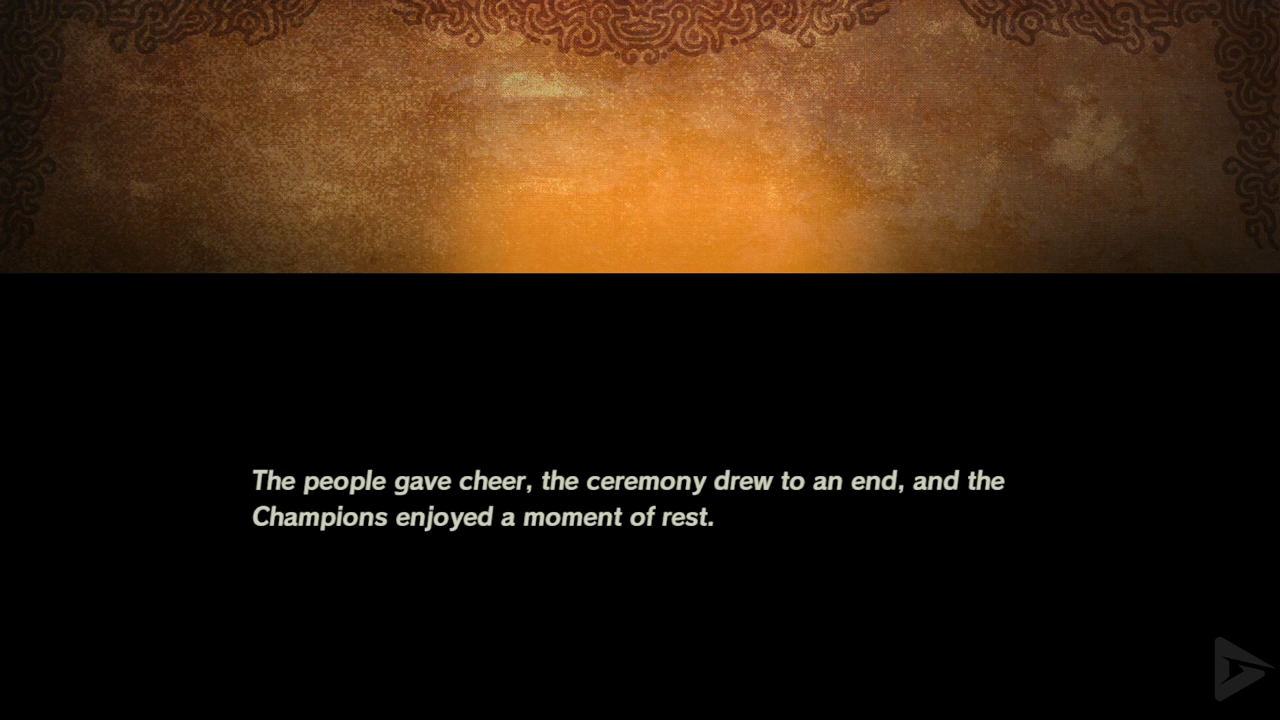 The people gave cheer, the ceremony drew to an end, and the
Champions enjoyed a moment of rest.